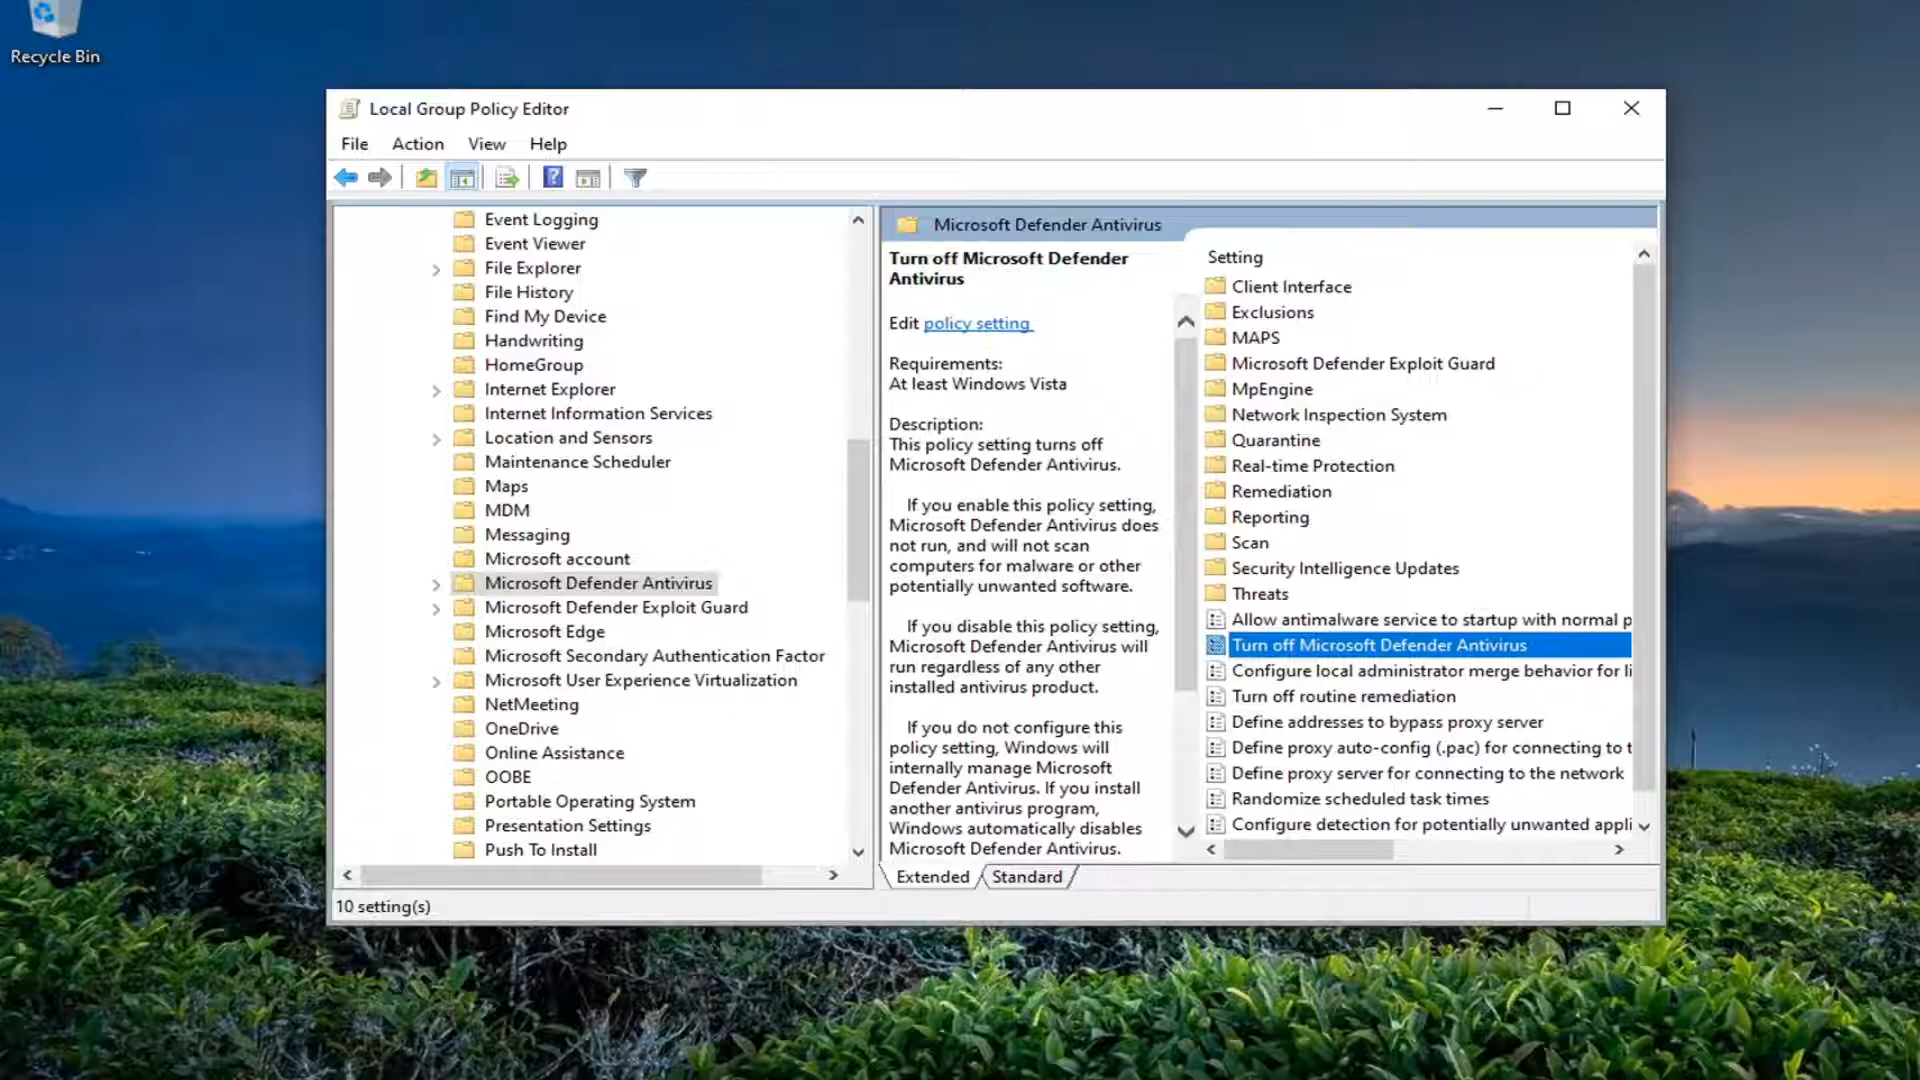 Recycle Bin
Local Group Policy Editor
File Action View Help
Event Logging
Event Viewer
File Explorer
File History
Find My Device
Handwriting
HomeGroup
Internet Explorer
Internet Information Services
Location and Sensors
Maintenance Scheduler
Maps
MDM
Messaging
Microsoft account
Microsoft Defender Antivirus
Microsoft Defender Exploit Guard
Microsoft Edge
Microsoft Secondary Authentication Factor
Microsoft User Experience Virtualization
NetMeeting
OneDrive
Online Assistance
OOBE
Portable Operating System
Presentation Settings
Push To Install
Microsoft Defender Antivirus
Turn off Microsoft Defender
Antivirus
Edit policy setting
Requirements:
At least Windows Vista
Description:
This policy setting turns off
Microsoft Defender Antivirus.
If you enable this policy setting,
Microsoft Defender Antivirus does
not run, and will not scan
computers for malware or other
potentially unwanted software.
If you disable this policy setting,
Microsoft Defender Antivirus will
run regardless of any other
installed antivirus product.
If you do not configure this
policy setting, Windows will
internally manage Microsoft
Defender Antivirus. If you install
another antivirus program,
Windows automatically disables
Microsoft Defender Antivirus.
Setting
Client Interface
Exclusions
MAPS
Microsoft Defender Exploit Guard
MpEngine
Network Inspection System
Quarantine
Real-time Protection
Remediation
Reporting
Scan
Security Intelligence Updates
Threats
Allow antimalware service to startup with normal p
Turn off Microsoft Defender Antivirus
Configure local administrator merge behavior for li
Turn off routine remediation
Define addresses to bypass proxy server
Define proxy auto-config (.pac) for connecting to t
Define proxy server for connecting to the network
Randomize scheduled task times
Configure detection for potentially unwanted appli
Extended Standard
10 setting(s)